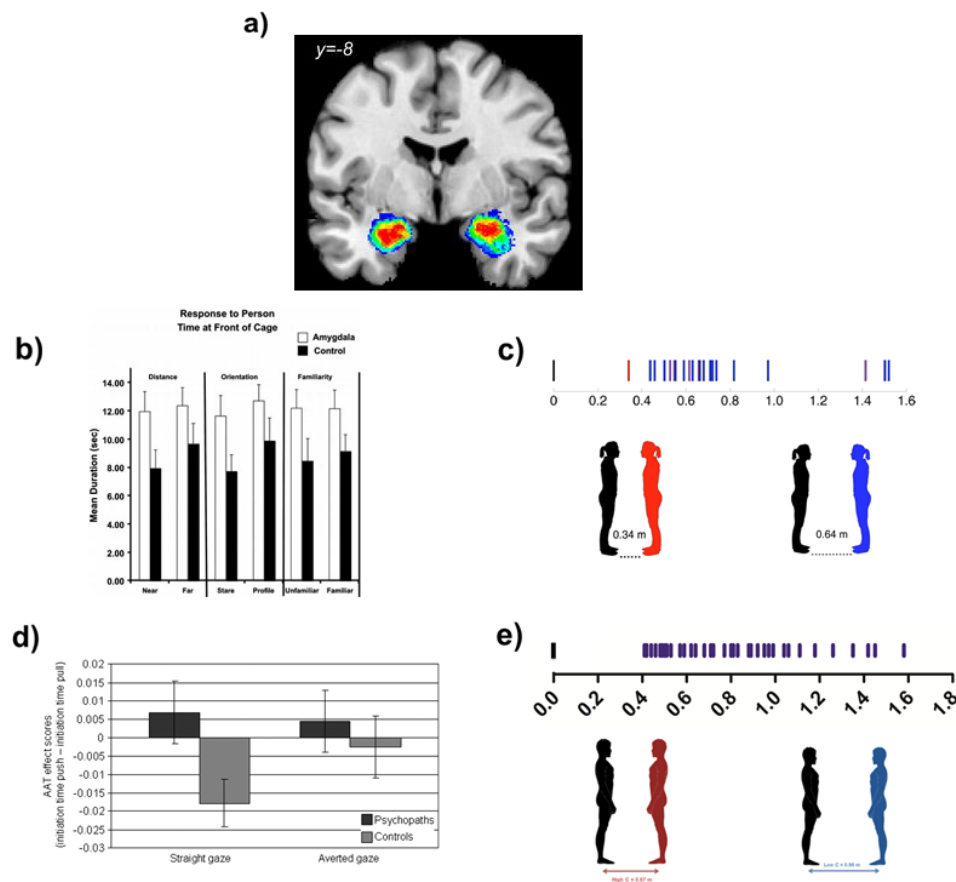 a)
y=-8
b)
Response to Person
Time at Front of Cage
Amygdala
Control
Distance Orientation Familiarity
14.00
12.00
10.00
8.00
6.00
4.00
2.00
0.00
Mean Duration (sec)
Near Far Stare Profile Unfamiliar Familiar
c)
0 0.2 0.4 0.6 0.8 1.0 1.2 1.4 1.6
0.34 m 0.64 m
d)
0.02
0.015
0.01
0.005
0
-0.005
-0.01
-0.015
-0.02
-0.025
-0.03
AAT effect scores
(initiation time push – initiation time pull)
Psychopaths
Controls
Straight gaze Averted gaze
e)
0.0 0.2 0.4 0.6 0.8 1.0 1.2 1.4 1.6 1.8